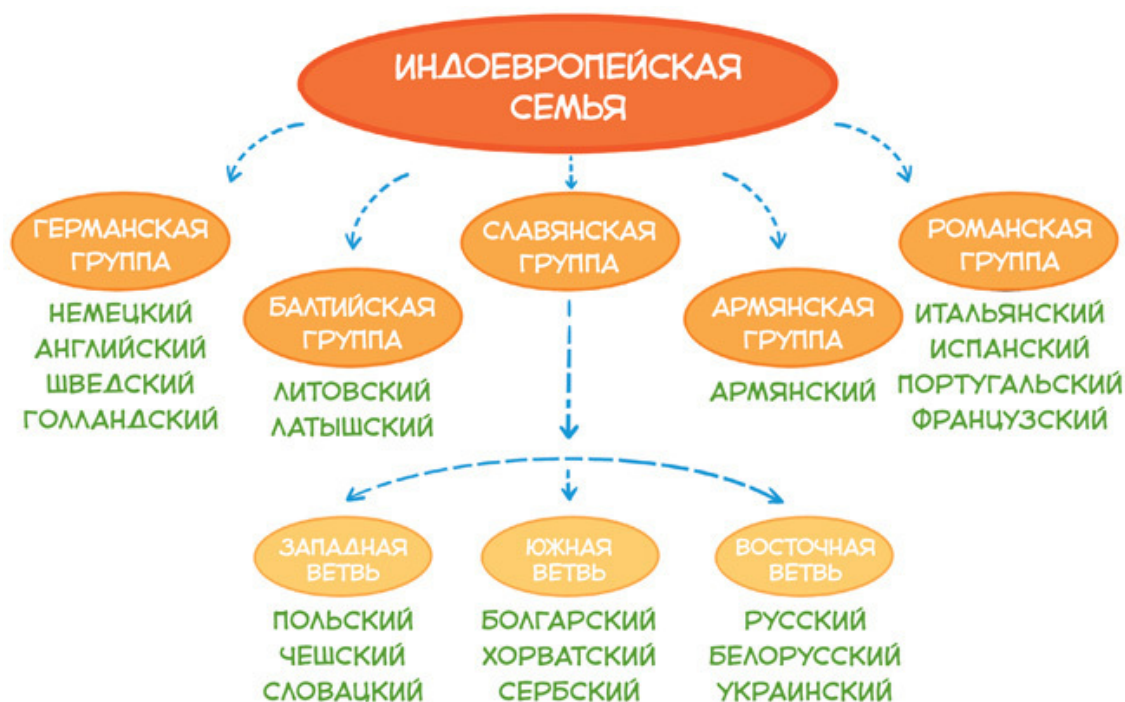 ИНДОЕВРОПЕЙСКАЯ
СЕМЬЯ
ГЕРМАНСКАЯ
ГРУППА
НЕМЕЦКИЙ
АНГЛИЙСКИЙ
ШВЕДСКИЙ
ГОЛЛАНДСКИЙ
БАЛТИЙСКАЯ
ГРУППА
ЛИТОВСКИЙ
ЛАТЫШСКИЙ
СЛАВЯНСКАЯ
ГРУППА
АРМЯНСКАЯ
ГРУППА
АРМЯНСКИЙ
РОМАНСКАЯ
ГРУППА
ИТАЛЬЯНСКИЙ
ИСПАНСКИЙ
ПОРТУГАЛЬСКИЙ
ФРАНЦУЗСКИЙ
ЗАПАДНАЯ
ВЕТВЬ
ПОЛЬСКИЙ
ЧЕШСКИЙ
СЛОВАЦКИЙ
ЮЖНАЯ
ВЕТВЬ
БОЛГАРСКИЙ
ХОРВАТСКИЙ
СЕРБСКИЙ
ВОСТОЧНАЯ
ВЕТВЬ
РУССКИЙ
БЕЛОРУССКИЙ
УКРАИНСКИЙ